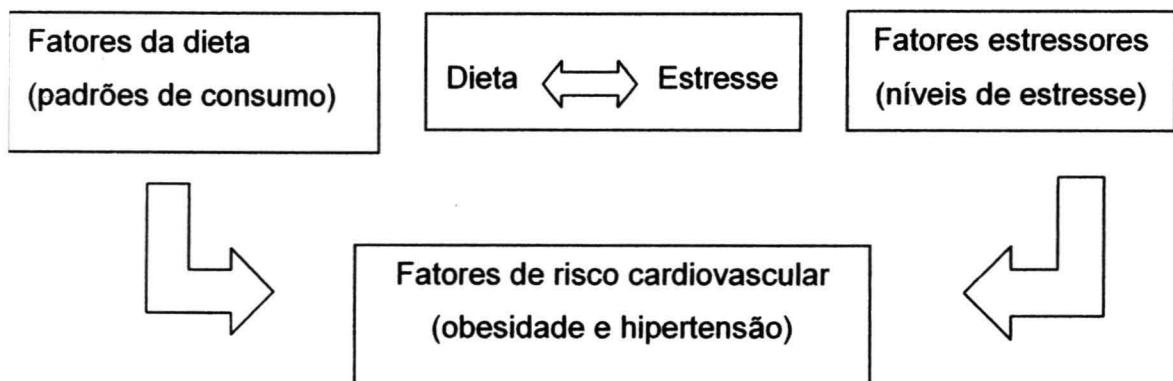 Fatores da dieta
(padrões de consumo)
Dieta Estresse
Fatores estressores
(níveis de estresse)
Fatores de risco cardiovascular
(obesidade e hipertensão)